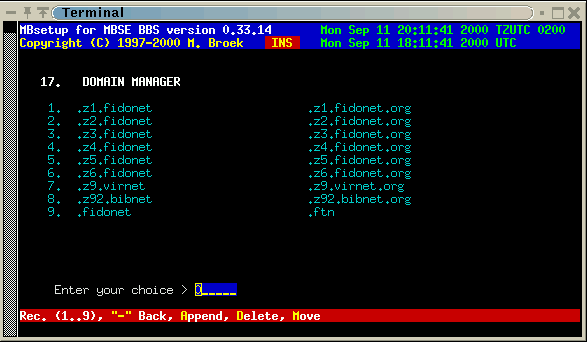 Terminal
MBsetup for MBSE BBS version 0.33.14 Mon Sep 11 20:11:41 2000 TZUTC 0200
Copyright (C) 1997-2000 M. Broek INS Mon Sep 11 18:11:41 2000 UTC
17. DOMAIN MANAGER
1. .z1.fidonet .z1.fidonet.org
2. .z2.fidonet .z2.fidonet.org
3. .z3.fidonet .z3.fidonet.org
4. .z4.fidonet .z4.fidonet.org
5. .z5.fidonet .z5.fidonet.org
6. .z6.fidonet .z6.fidonet.org
7. .z9.virnet .z9.virnet.org
8. .z92.bibnet .z92.bibnet.org
9. .fidonet .ftn
Enter your choice > 0_____
Rec. (1..9), "-" Back, Append, Delete, Move